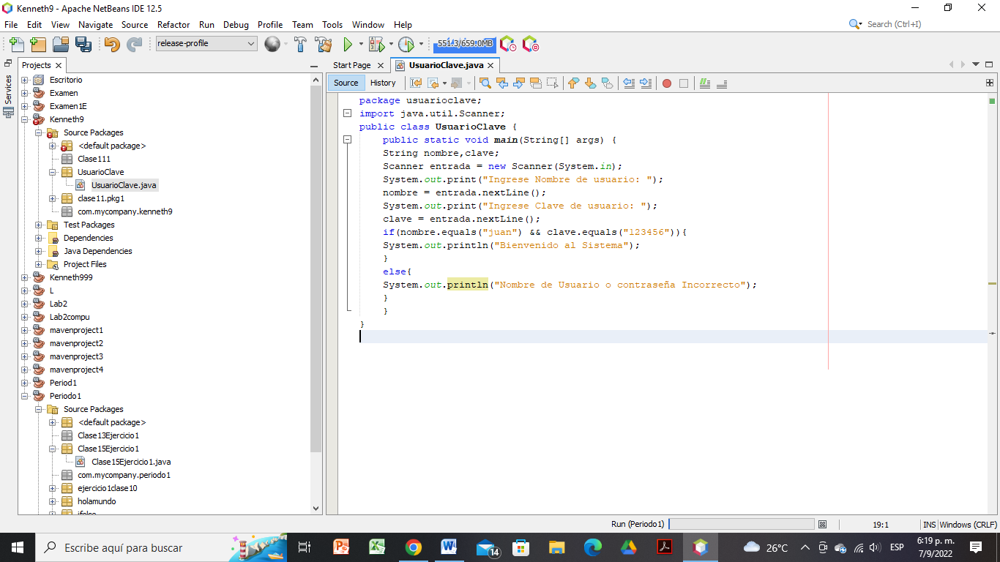 Kenneth9 - Apache NetBeans IDE 12.5
File Edit View Navigate Source Refactor Run Debug Profile Team Tools Window Help
Search (Ctrl+I)
release-profile
551.3/659.0MB
Services
Projects
Escritorio
Examen
Examen1E
Kenneth9
Source Packages
<default package>
Clase111
UsuarioClave
UsuarioClave.java
clase11.pkg1
com.mycompany.kenneth9
Test Packages
Dependencies
Java Dependencies
Project Files
Kenneth999
L
Lab2
Lab2compu
mavenproject1
mavenproject2
mavenproject3
mavenproject4
Period1
Periodo1
Source Packages
<default package>
Clase13Ejercicio1
Clase15Ejercicio1
Clase15Ejercicio1.java
com.mycompany.periodo1
ejercicio1clase10
holamundo
ifelse
Start Page
UsuarioClave.java
Source
History
package usuarioclave;
import java.util.Scanner;
public class UsuarioClave {
public static void main(String[] args) {
String nombre,clave;
Scanner entrada = new Scanner(System.in);
System.out.print("Ingrese Nombre de usuario: ");
nombre = entrada.nextLine();
System.out.print("Ingrese Clave de usuario: ");
clave = entrada.nextLine();
if(nombre.equals("juan") && clave.equals("123456")){
System.out.println("Bienvenido al Sistema");
}
else{
System.out.println("Nombre de Usuario o contraseña Incorrecto");
}
}
}
Run (Periodo1)
19:1
INS
Windows (CRLF)
Escribe aquí para buscar
14
26°C
ESP
6:19 p. m.
7/9/2022